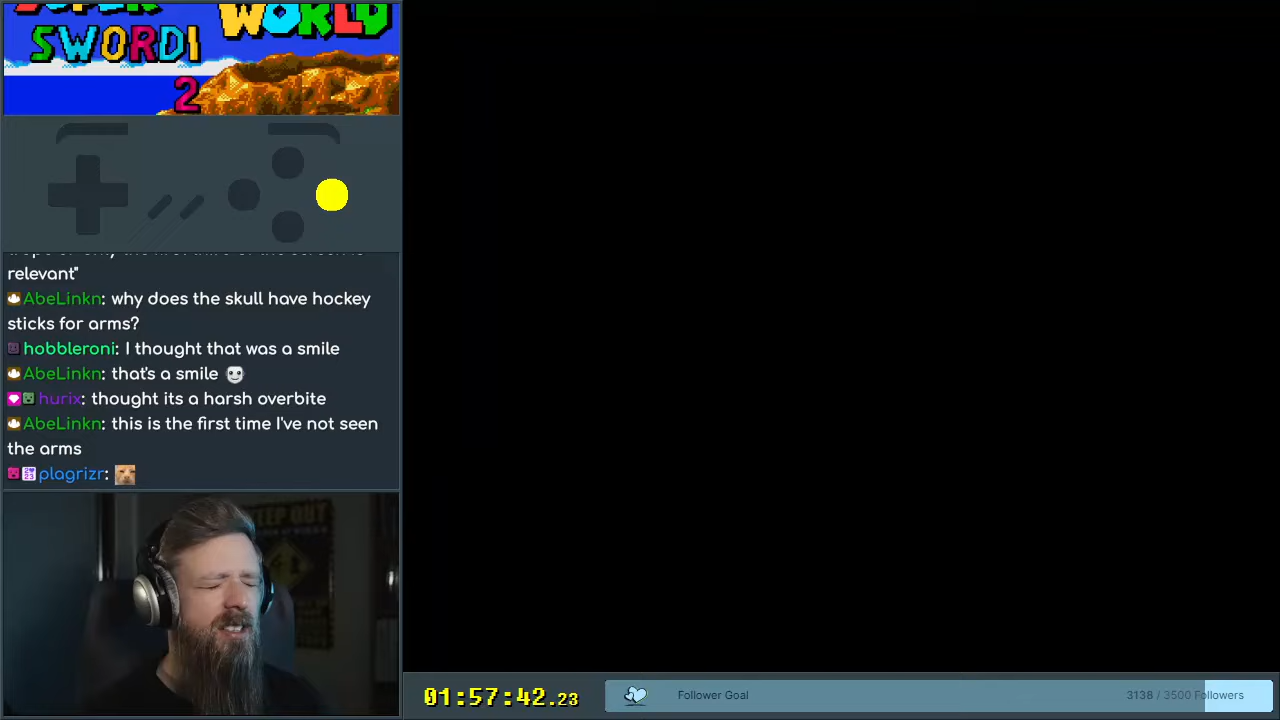 WORLD
SWORDI
2
relevant"
AbeLinkn: why does the skull have hockey
sticks for arms?
hobbleroni: I thought that was a smile
AbeLinkn: that's a smile
hurix: thought its a harsh overbite
AbeLinkn: this is the first time I've not seen
the arms
plagrizr:
01:57:42.23
Follower Goal
3138 / 3500 Followers